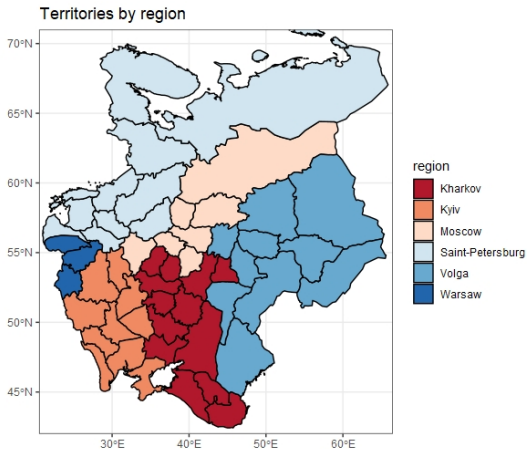 Territories by region
70°N
65°N
60°N
55°N
50°N
45°N
30°E
40°E
50°E
60°E
region
Kharkov
Kyiv
Moscow
Saint-Petersburg
Volga
Warsaw